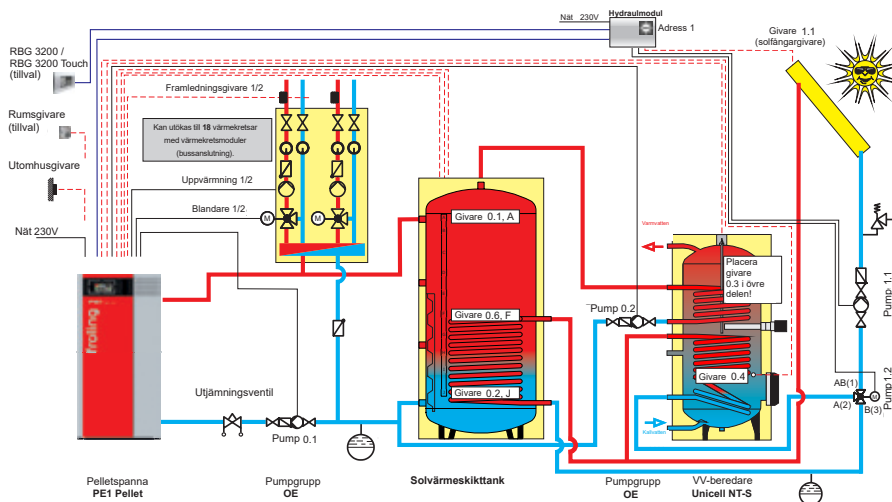 Hydraulmodul
Nät 230V
Adress 1
Givare 1.1
(solfångargivare)
RBG 3200 /
RBG 3200 Touch
(tillval)
Framledningsgivare 1/2
Rumsgivare
(tillval)
Kan utökas till 18 värmekretsar
med värmekretsmoduler
(bussanslutning).
Utomhusgivare
Uppvärmning 1/2
Blandare 1/2
M
M
Nät 230V
Givare 0.1, A
Varmvatten
Placera
givare
0.3 i övre
delen!
Pump 1.1
froling
Givare 0.6, F
Pump 0.2
Givare 0.4
Givare 0.2, J
Utjämningsventil
Pump 0.1
Kallvatten
AB(1)
A(2)
B(3)
M
Pump 1.2
Pelletspanna
PE1 Pellet
Pumpgrupp
OE
Solvärmeskikttank
Pumpgrupp
OE
VV-beredare
Unicell NT-S